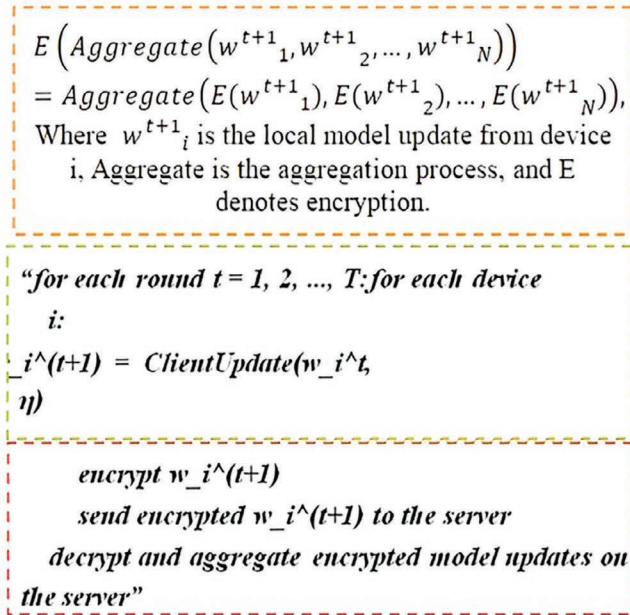 E(Aggregate(w^{t+1}_1, w^{t+1}_2, ..., w^{t+1}_N))
= Aggregate(E(w^{t+1}_1), E(w^{t+1}_2), ..., E(w^{t+1}_N)),
Where w^{t+1}_i is the local model update from device
i, Aggregate is the aggregation process, and E
denotes encryption.
“for each round t = 1, 2, ..., T:for each device
i:
_i^(t+1) = ClientUpdate(w_i^t,
η)
encrypt w_i^(t+1)
send encrypted w_i^(t+1) to the server
decrypt and aggregate encrypted model updates on
the server”